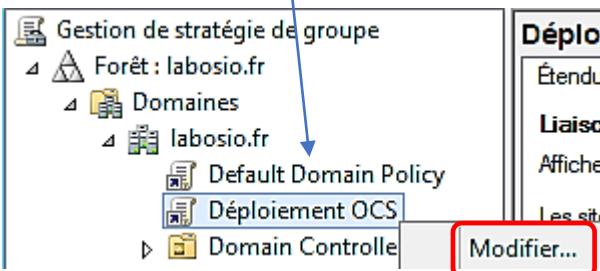 Gestion de stratégie de groupe
Forêt : labosio.fr
Domaines
labosio.fr
Default Domain Policy
Déploiement OCS
Domain Controlle
Modifier...
Déplo
Étendu
Liaiso
Affiche
Les site